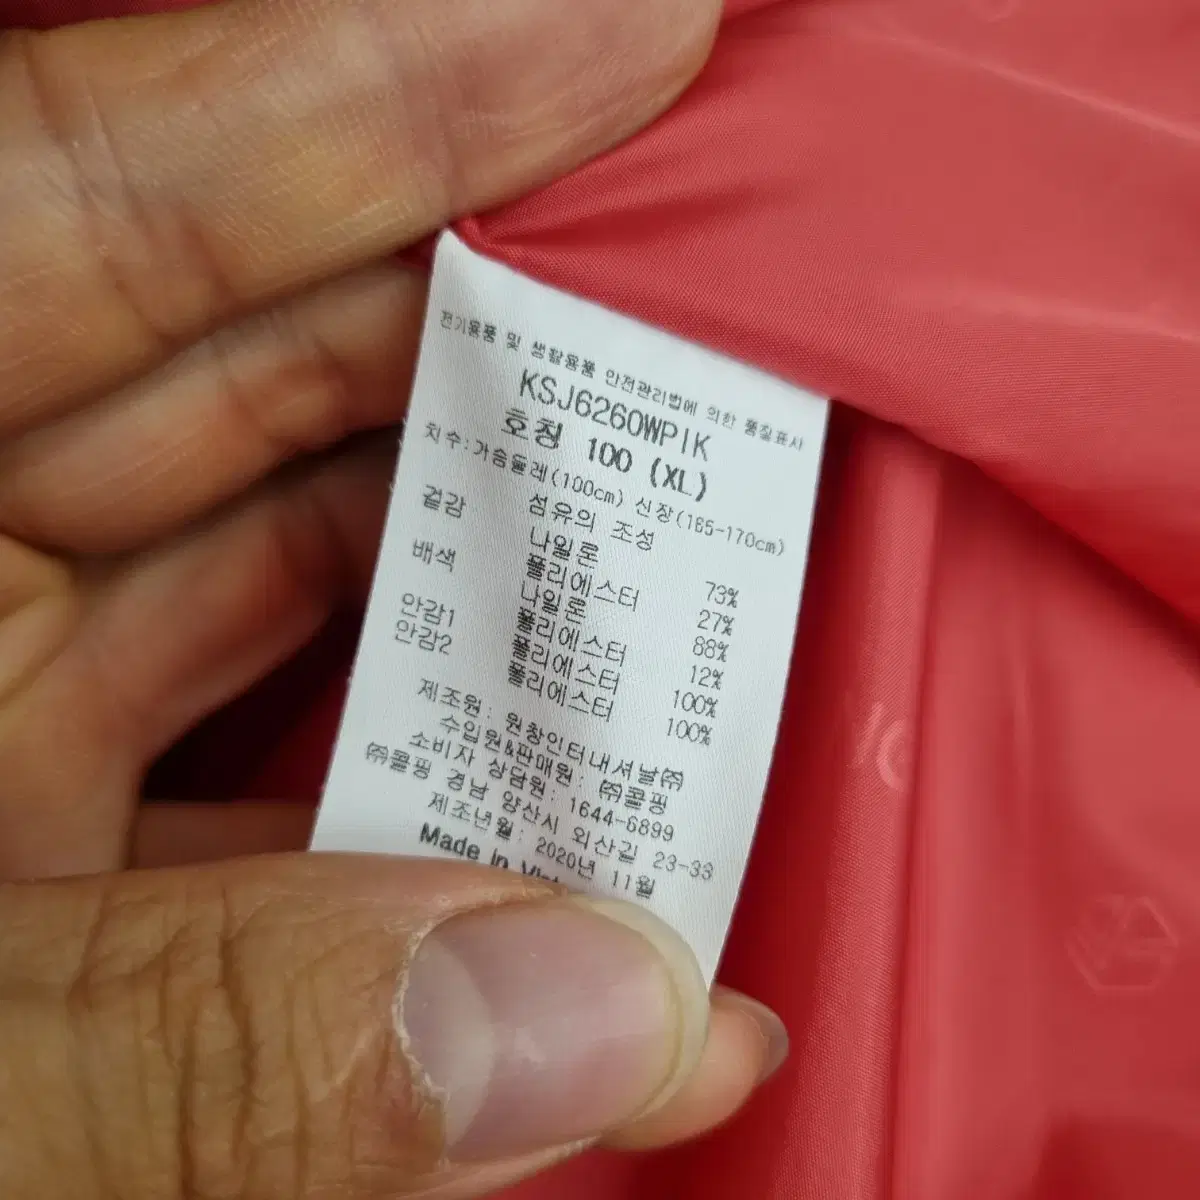 전기용품 및 생활용품 안전관리법에 의한 품질표시
KSJ6260WPIK
호칭 100 (XL)
치수:가슴둘레(100cm) 신장(165-170cm)
섬유의 조성
겉감 나일론 73%
폴리에스터 27%
배색 나일론 88%
폴리에스터 12%
안감1 폴리에스터 100%
안감2 폴리에스터 100%
제조원: 원창인터내셔날㈜
수입원&판매원: ㈜콜핑
소비자 상담원: 1644-6899
㈜콜핑 경남 양산시 외산길 23-33
제조년월: 2020년 11월
Made in